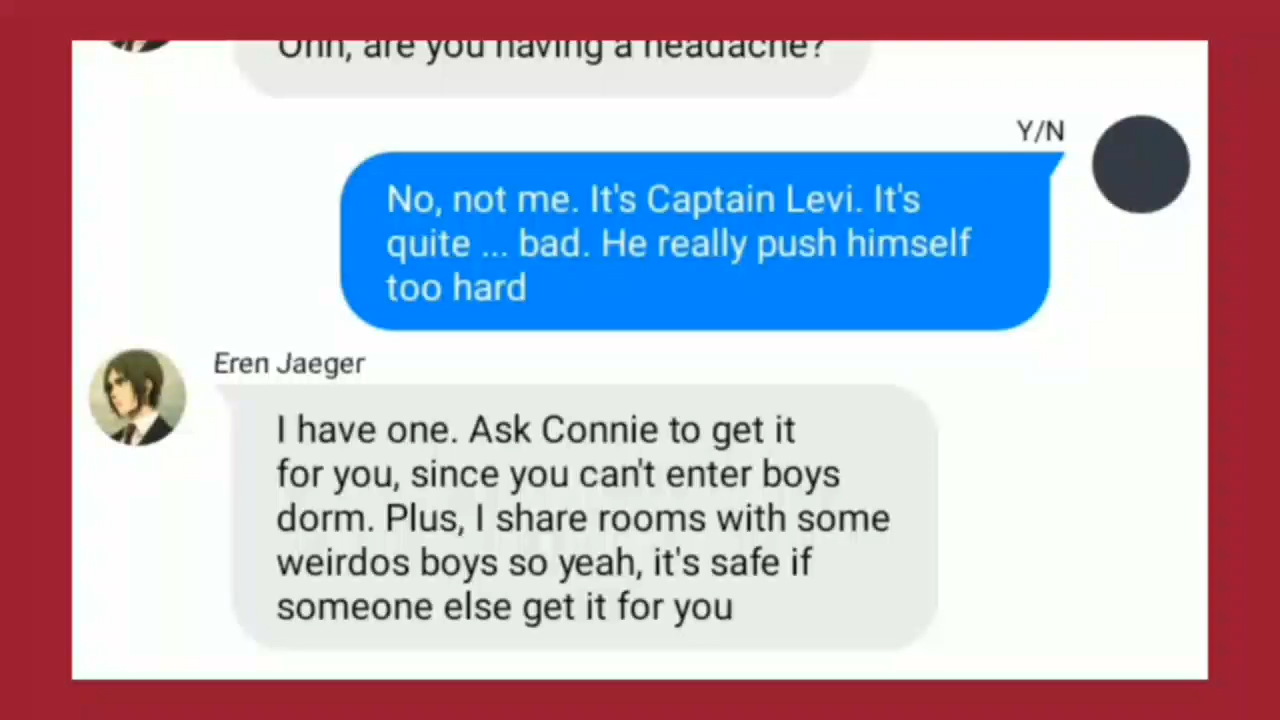 Ohh, are you having a headache?
Y/N
No, not me. It's Captain Levi. It's
quite ... bad. He really push himself
too hard
Eren Jaeger
I have one. Ask Connie to get it
for you, since you can't enter boys
dorm. Plus, I share rooms with some
weirdos boys so yeah, it's safe if
someone else get it for you